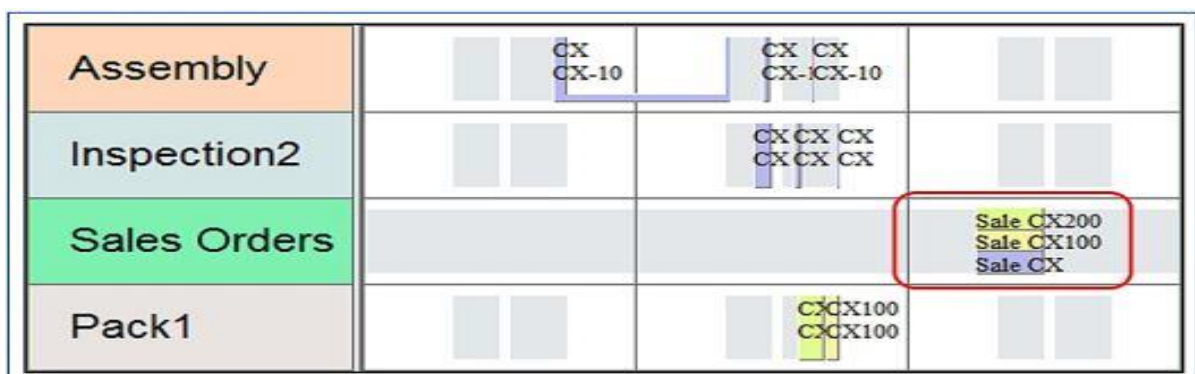 Assembly
CX CX CX
CX-10 CX-1 CX-10
Inspection2
CX CX CX
CX CX CX
Sales Orders
Sale CX200
Sale CX100
Sale CX
Pack1
CX CX100
CX CX100